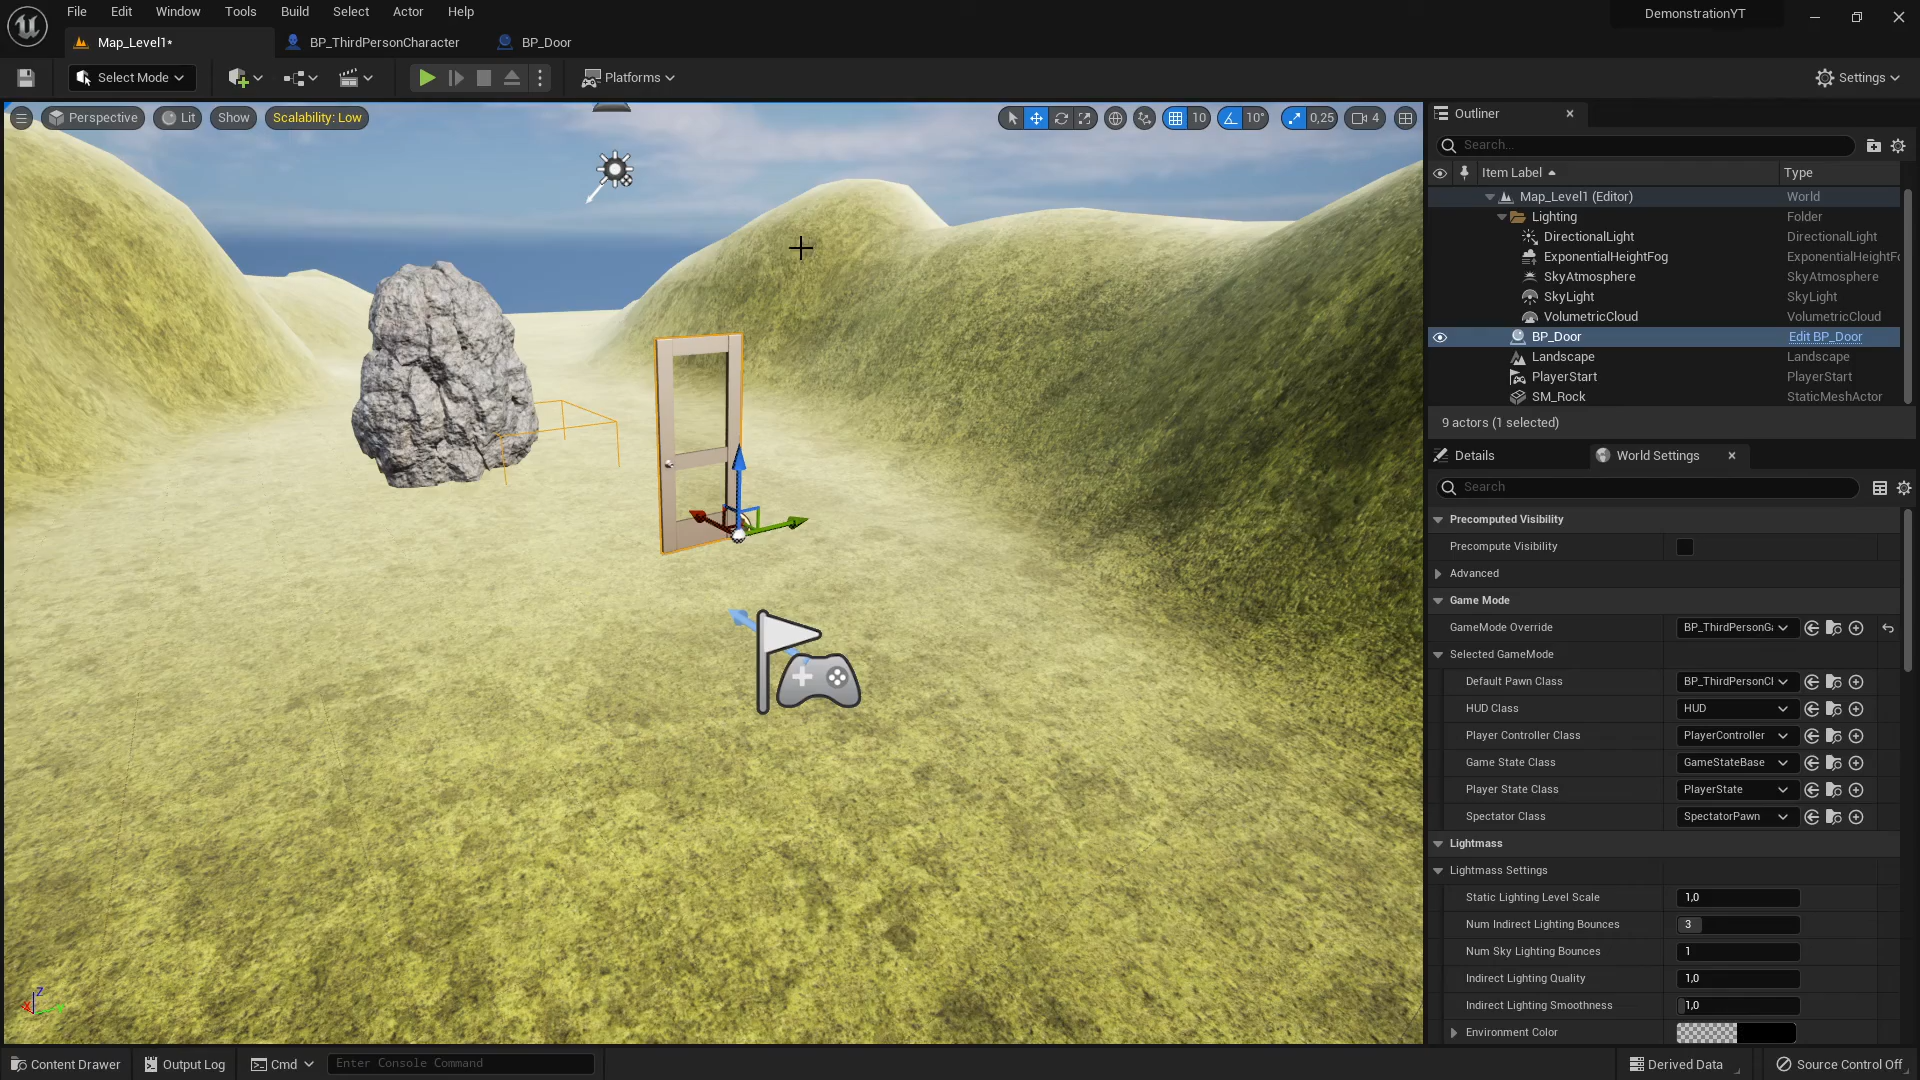 File Edit Window Tools Build Select Actor Help
DemonstrationYT
Map_Level1*
BP_ThirdPersonCharacter
BP_Door
Select Mode
Platforms
Settings
Perspective
Lit
Show
Scalability: Low
10
10°
0,25
4
Outliner
Search...
Item Label
Type
Map_Level1 (Editor) World
Lighting Folder
DirectionalLight DirectionalLight
ExponentialHeightFog ExponentialHeightFo
SkyAtmosphere SkyAtmosphere
SkyLight SkyLight
VolumetricCloud VolumetricCloud
BP_Door Edit BP_Door
Landscape Landscape
PlayerStart PlayerStart
SM_Rock StaticMeshActor
9 actors (1 selected)
Details
World Settings
Search
Precomputed Visibility
Precompute Visibility
Advanced
Game Mode
GameMode Override BP_ThirdPersonGa
Selected GameMode
Default Pawn Class BP_ThirdPersonCl
HUD Class HUD
Player Controller Class PlayerController
Game State Class GameStateBase
Player State Class PlayerState
Spectator Class SpectatorPawn
Lightmass
Lightmass Settings
Static Lighting Level Scale 1,0
Num Indirect Lighting Bounces 3
Num Sky Lighting Bounces 1
Indirect Lighting Quality 1,0
Indirect Lighting Smoothness 1,0
Environment Color
Z
X
Y
Content Drawer
Output Log
Cmd
Enter Console Command
Derived Data
Source Control Off